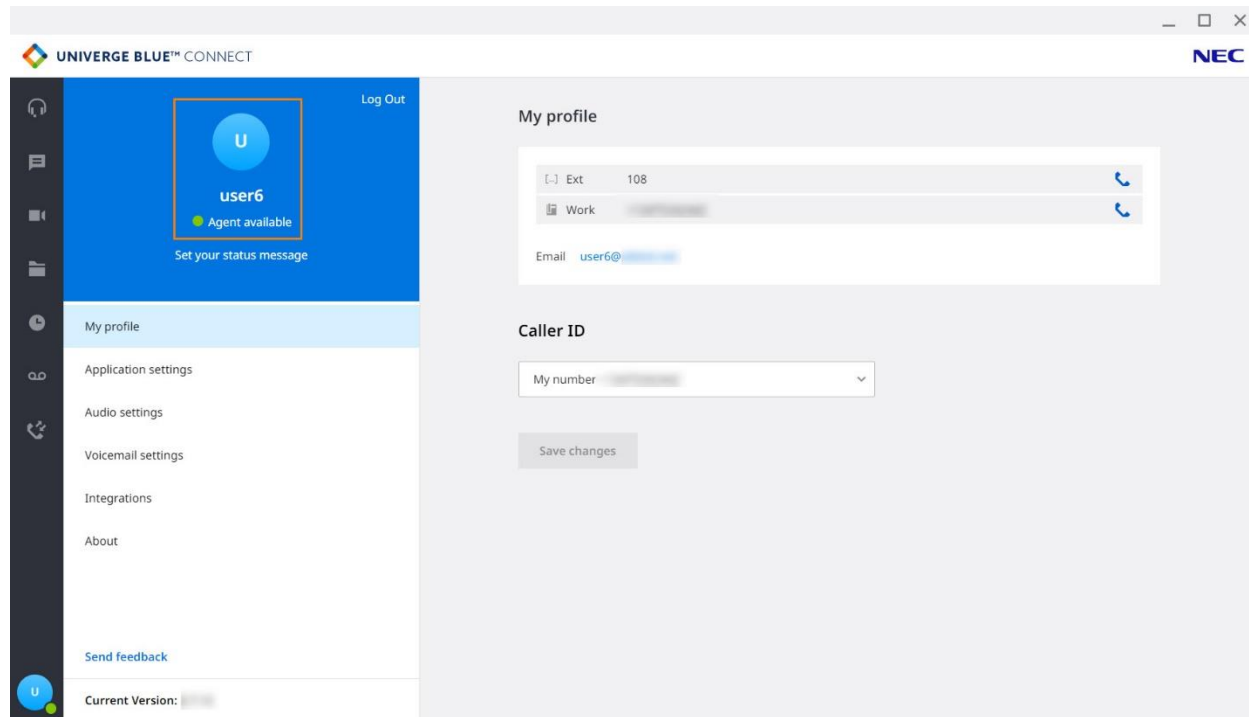 UNIVERGE BLUE™ CONNECT
NEC
Log Out
U
user6
Agent available
Set your status message
My profile
Application settings
Audio settings
Voicemail settings
Integrations
About
Send feedback
Current Version:
U
My profile
[..] Ext 108
Work
Email user6@
Caller ID
My number
Save changes